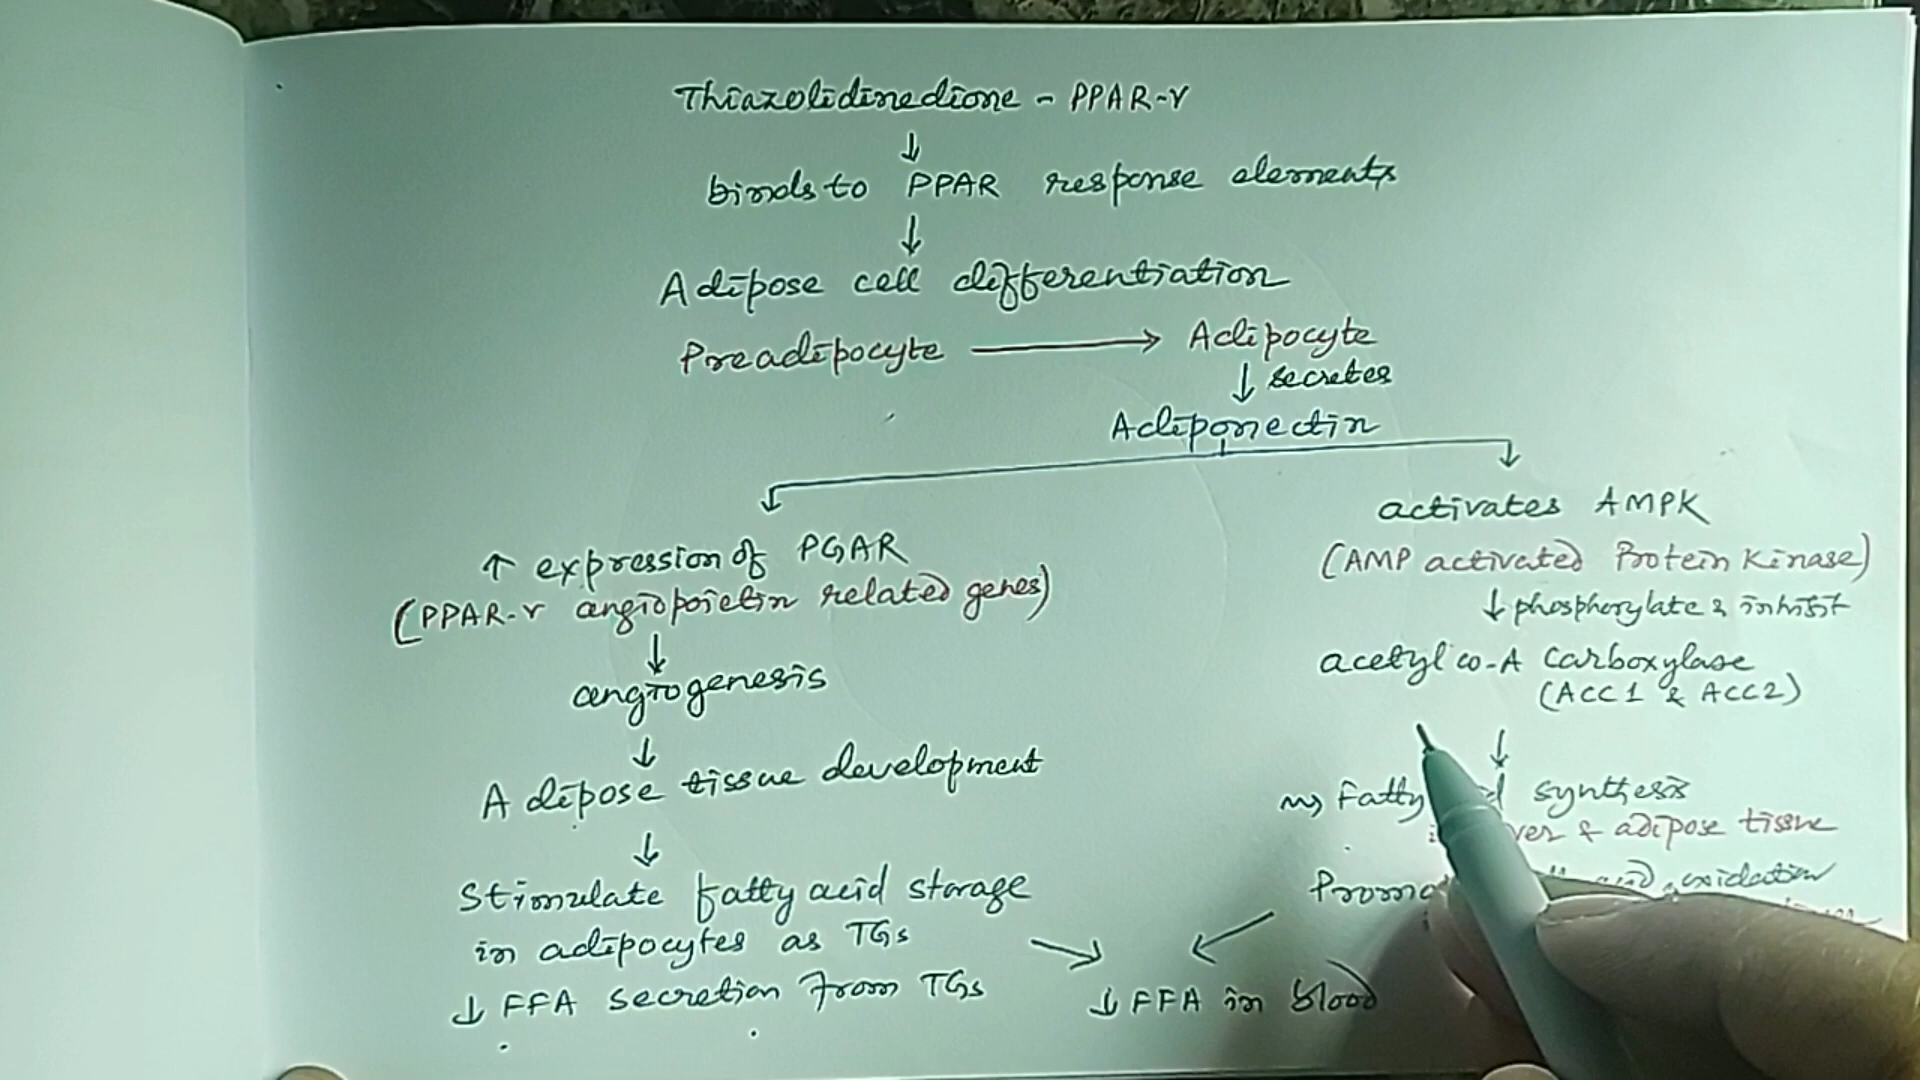 Thiazolidinedione - PPAR-γ
↓
binds to PPAR response elements
↓
Adipose cell differentiation
Preadipocyte → Adipocyte
↓ secretes
Adiponectin
↑ expression of PGAR
(PPAR-γ angiopoietin related genes)
↓
angiogenesis
↓
Adipose tissue development
↓
Stimulate fatty acid storage
in adipocytes as TGs
↓ FFA secretion from TGs
activates AMPK
(AMP activated Protein Kinase)
↓ phosphorylate & inhibit
acetyl co-A carboxylase
(ACC1 & ACC2)
↓
Fatty synthesis
& adipose tissue
oxidation
↓ FFA in blood